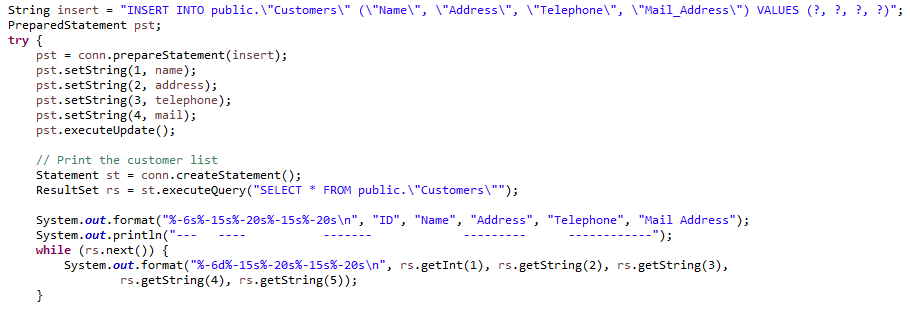 String insert = "INSERT INTO public.\"Customers\" (\"Name\", \"Address\", \"Telephone\", \"Mail_Address\") VALUES (?, ?, ?, ?)";
PreparedStatement pst;
try {
    pst = conn.prepareStatement(insert);
    pst.setString(1, name);
    pst.setString(2, address);
    pst.setString(3, telephone);
    pst.setString(4, mail);
    pst.executeUpdate();

    // Print the customer list
    Statement st = conn.createStatement();
    ResultSet rs = st.executeQuery("SELECT * FROM public.\"Customers\"");

    System.out.format("%-6s%-15s%-20s%-15s%-20s\n", "ID", "Name", "Address", "Telephone", "Mail Address");
    System.out.println("---   ----           -------             ---------      ------------");
    while (rs.next()) {
        System.out.format("%-6d%-15s%-20s%-15s%-20s\n", rs.getInt(1), rs.getString(2), rs.getString(3),
                rs.getString(4), rs.getString(5));
    }